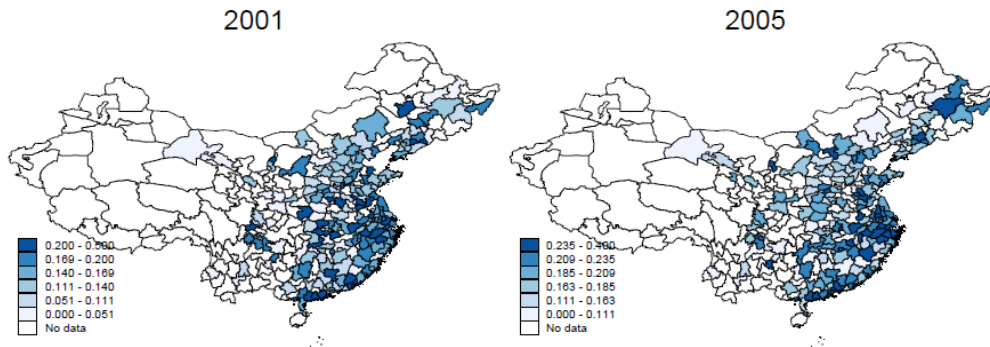 2001
2005
0.200 - 0.500
0.169 - 0.200
0.140 - 0.169
0.111 - 0.140
0.051 - 0.111
0.000 - 0.051
No data
0.235 - 0.400
0.209 - 0.235
0.185 - 0.209
0.163 - 0.185
0.111 - 0.163
0.000 - 0.111
No data